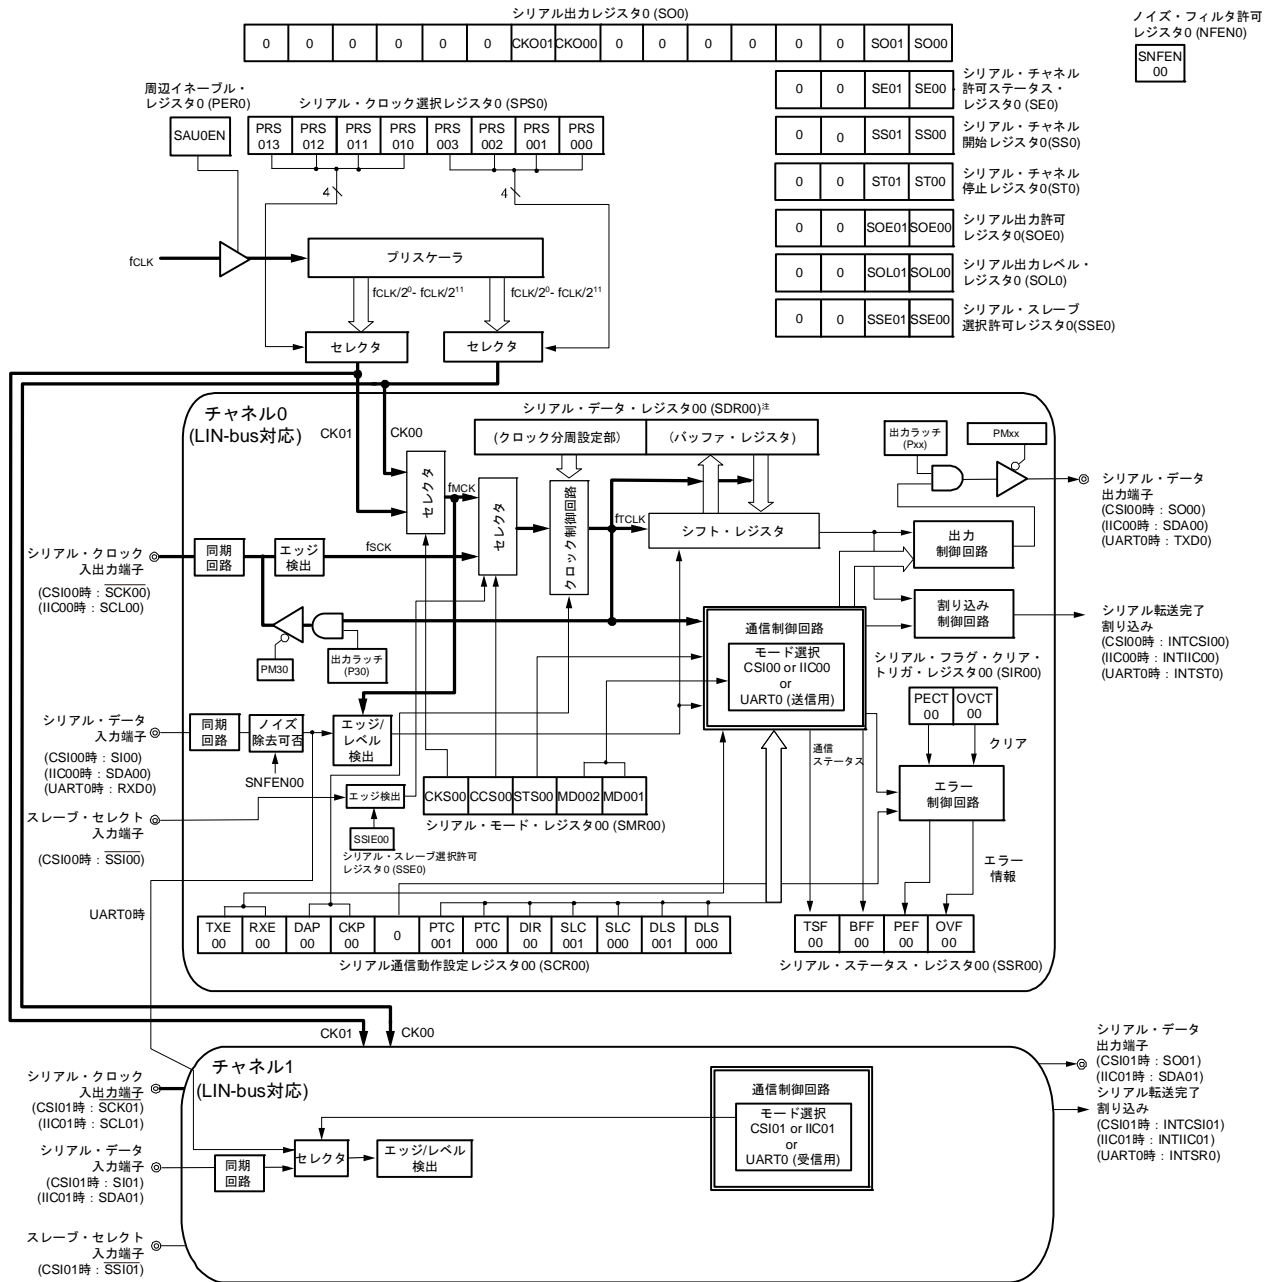 シリアル出力レジスタ0 (SO0)
0 0 0 0 0 0 CKO01 CKO00 0 0 0 0 0 0 SO01 SO00
ノイズ・フィルタ許可
レジスタ0 (NFEN0)
SNFEN
00
0 0 SE01 SE00
シリアル・チャネル
許可ステータス・
レジスタ0 (SE0)
0 0 SS01 SS00
シリアル・チャネル
開始レジスタ0(SS0)
0 0 ST01 ST00
シリアル・チャネル
停止レジスタ0(ST0)
0 0 SOE01 SOE00
シリアル出力許可
レジスタ0(SOE0)
0 0 SOL01 SOL00
シリアル出力レベル・
レジスタ0 (SOL0)
0 0 SSE01 SSE00
シリアル・スレーブ
選択許可レジスタ0(SSE0)
周辺イネーブル・
レジスタ0 (PER0)
SAU0EN
シリアル・クロック選択レジスタ0 (SPS0)
PRS PRS PRS PRS PRS PRS PRS PRS
013 012 011 010 003 002 001 000
4
4
fCLK
プリスケーラ
fCLK/2⁰- fCLK/2¹¹
fCLK/2⁰- fCLK/2¹¹
セレクタ
セレクタ
チャネル0
(LIN-bus対応)
CK01
CK00
シリアル・データ・レジスタ00 (SDR00)注
(クロック分周設定部)
(バッファ・レジスタ)
セレクタ
fMCK
セレクタ
クロック制御回路
fTCLK
シフト・レジスタ
出力ラッチ
(Pxx)
PMxx
出力
制御回路
シリアル・データ
出力端子
(CSI00時 : SO00)
(IIC00時 : SDA00)
(UART0時 : TXD0)
シリアル・クロック
入出力端子
(CSI00時 : SCK00)
(IIC00時 : SCL00)
同期
回路
エッジ
検出
fSCK
PM30
出力ラッチ
(P30)
通信制御回路
モード選択
CSI00 or IIC00
or
UART0 (送信用)
割り込み
制御回路
シリアル転送完了
割り込み
(CSI00時 : INTCSI00)
(IIC00時 : INTIIC00)
(UART0時 : INTST0)
シリアル・フラグ・クリア・
トリガ・レジスタ00 (SIR00)
PECT OVCT
00 00
クリア
シリアル・データ
入力端子
(CSI00時 : SI00)
(IIC00時 : SDA00)
(UART0時 : RXD0)
同期
回路
ノイズ
除去可否
SNFEN00
エッジ/
レベル
検出
通信
ステータス
エラー
制御回路
エラー
情報
スレーブ・セレクト
入力端子
(CSI00時 : SSI00)
エッジ検出
SSIE00
シリアル・スレーブ選択許可
レジスタ0 (SSE0)
CKS00 CCS00 STS00 MD002 MD001
シリアル・モード・レジスタ00 (SMR00)
UART0時
TXE RXE DAP CKP 0 PTC PTC DIR SLC SLC DLS DLS
00 00 00 00 001 000 00 001 000 001 000
シリアル通信動作設定レジスタ00 (SCR00)
TSF BFF PEF OVF
00 00 00 00
シリアル・ステータス・レジスタ00 (SSR00)
CK01
CK00
チャネル1
(LIN-bus対応)
シリアル・クロック
入出力端子
(CSI01時 : SCK01)
(IIC01時 : SCL01)
シリアル・データ
入力端子
(CSI01時 : SI01)
(IIC01時 : SDA01)
同期
回路
セレクタ
エッジ/レベル
検出
通信制御回路
モード選択
CSI01 or IIC01
or
UART0 (受信用)
シリアル・データ
出力端子
(CSI01時 : SO01)
(IIC01時 : SDA01)
シリアル転送完了
割り込み
(CSI01時 : INTCSI01)
(IIC01時 : INTIIC01)
(UART0時 : INTSR0)
スレーブ・セレクト
入力端子
(CSI01時 : SSI01)